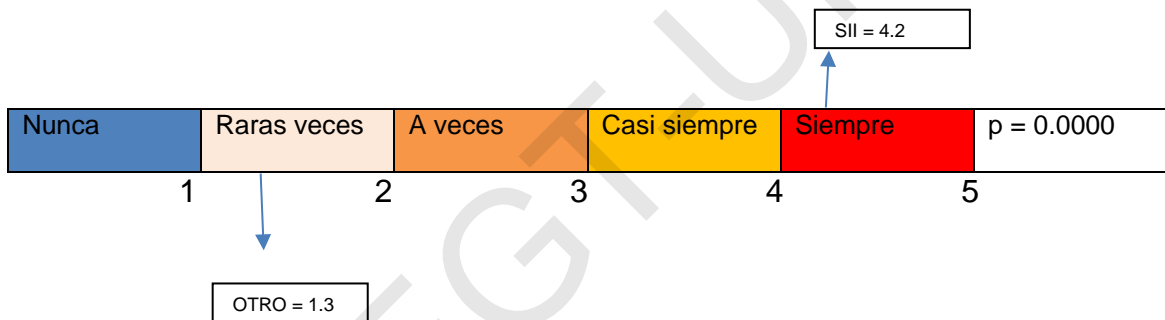 SII = 4.2
Nunca Raras veces A veces Casi siempre Siempre p = 0.0000
1 2 3 4 5
OTRO = 1.3